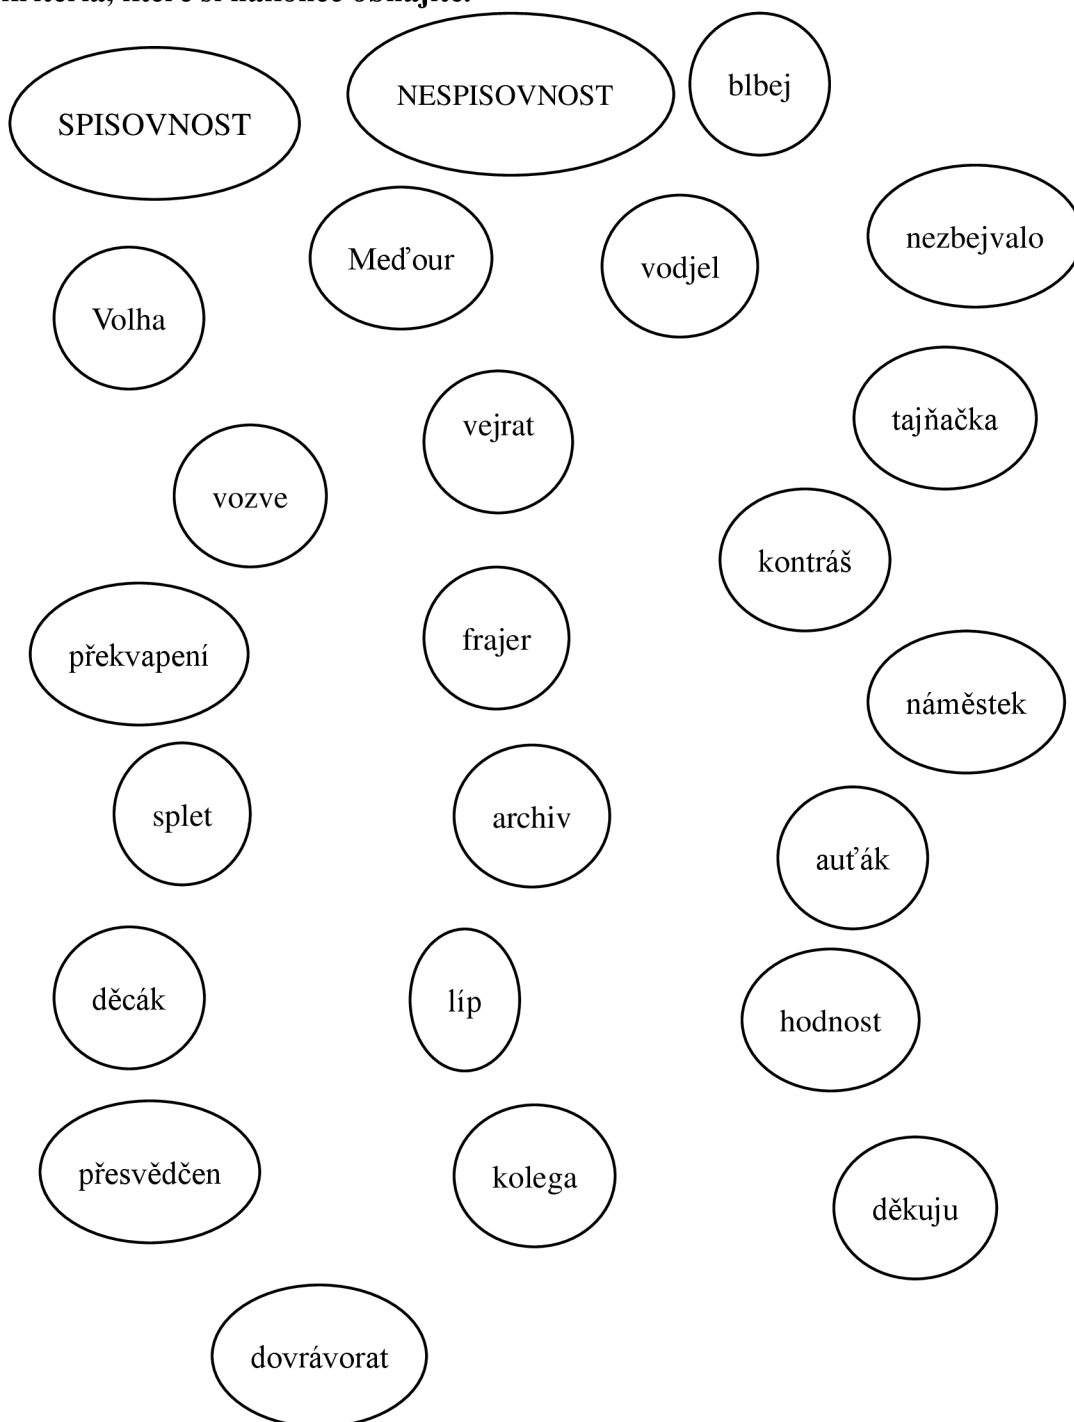 SPISOVNOST
NESPISOVNOST
blbej
Meďour
vodjel
nezbejvalo
Volha
vejrat
tajňačka
vozve
kontráš
překvapení
frajer
náměstek
splet
archiv
auťák
děcák
líp
hodnost
přesvědčen
kolega
děkuju
dovrávorat